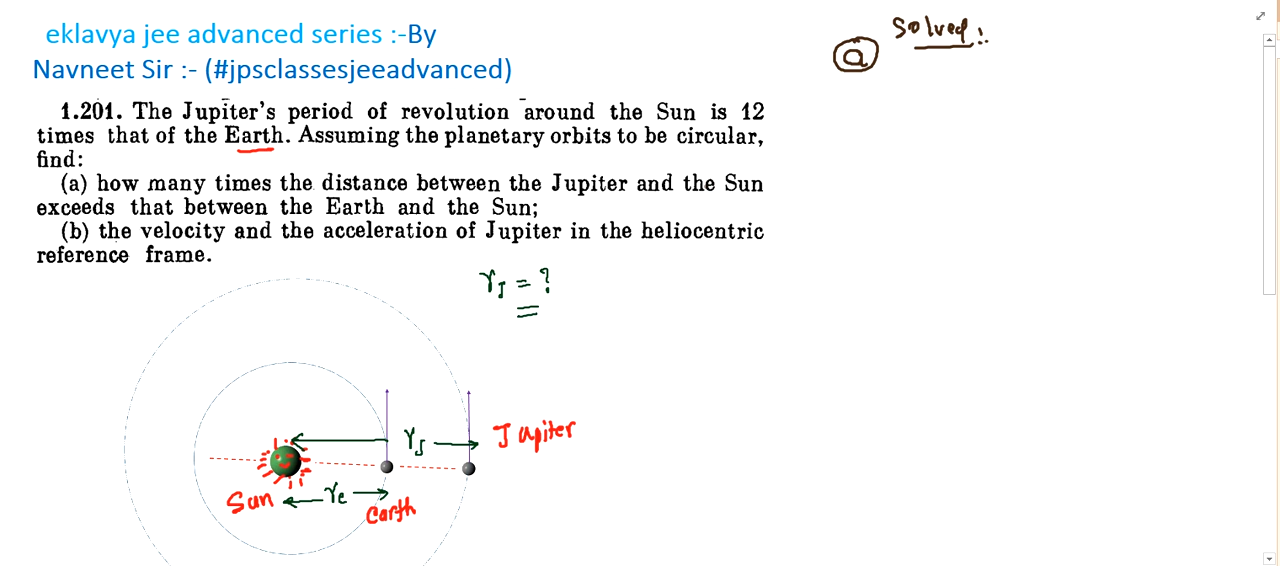 eklavya jee advanced series :-By
Navneet Sir :- (#jpsclassesjeeadvanced)
1.201. The Jupiter's period of revolution around the Sun is 12
times that of the Earth. Assuming the planetary orbits to be circular,
find:
(a) how many times the distance between the Jupiter and the Sun
exceeds that between the Earth and the Sun;
(b) the velocity and the acceleration of Jupiter in the heliocentric
reference frame.
r_J = ?
r_J
Jupiter
Sun
r_e
Earth
a
Solved: